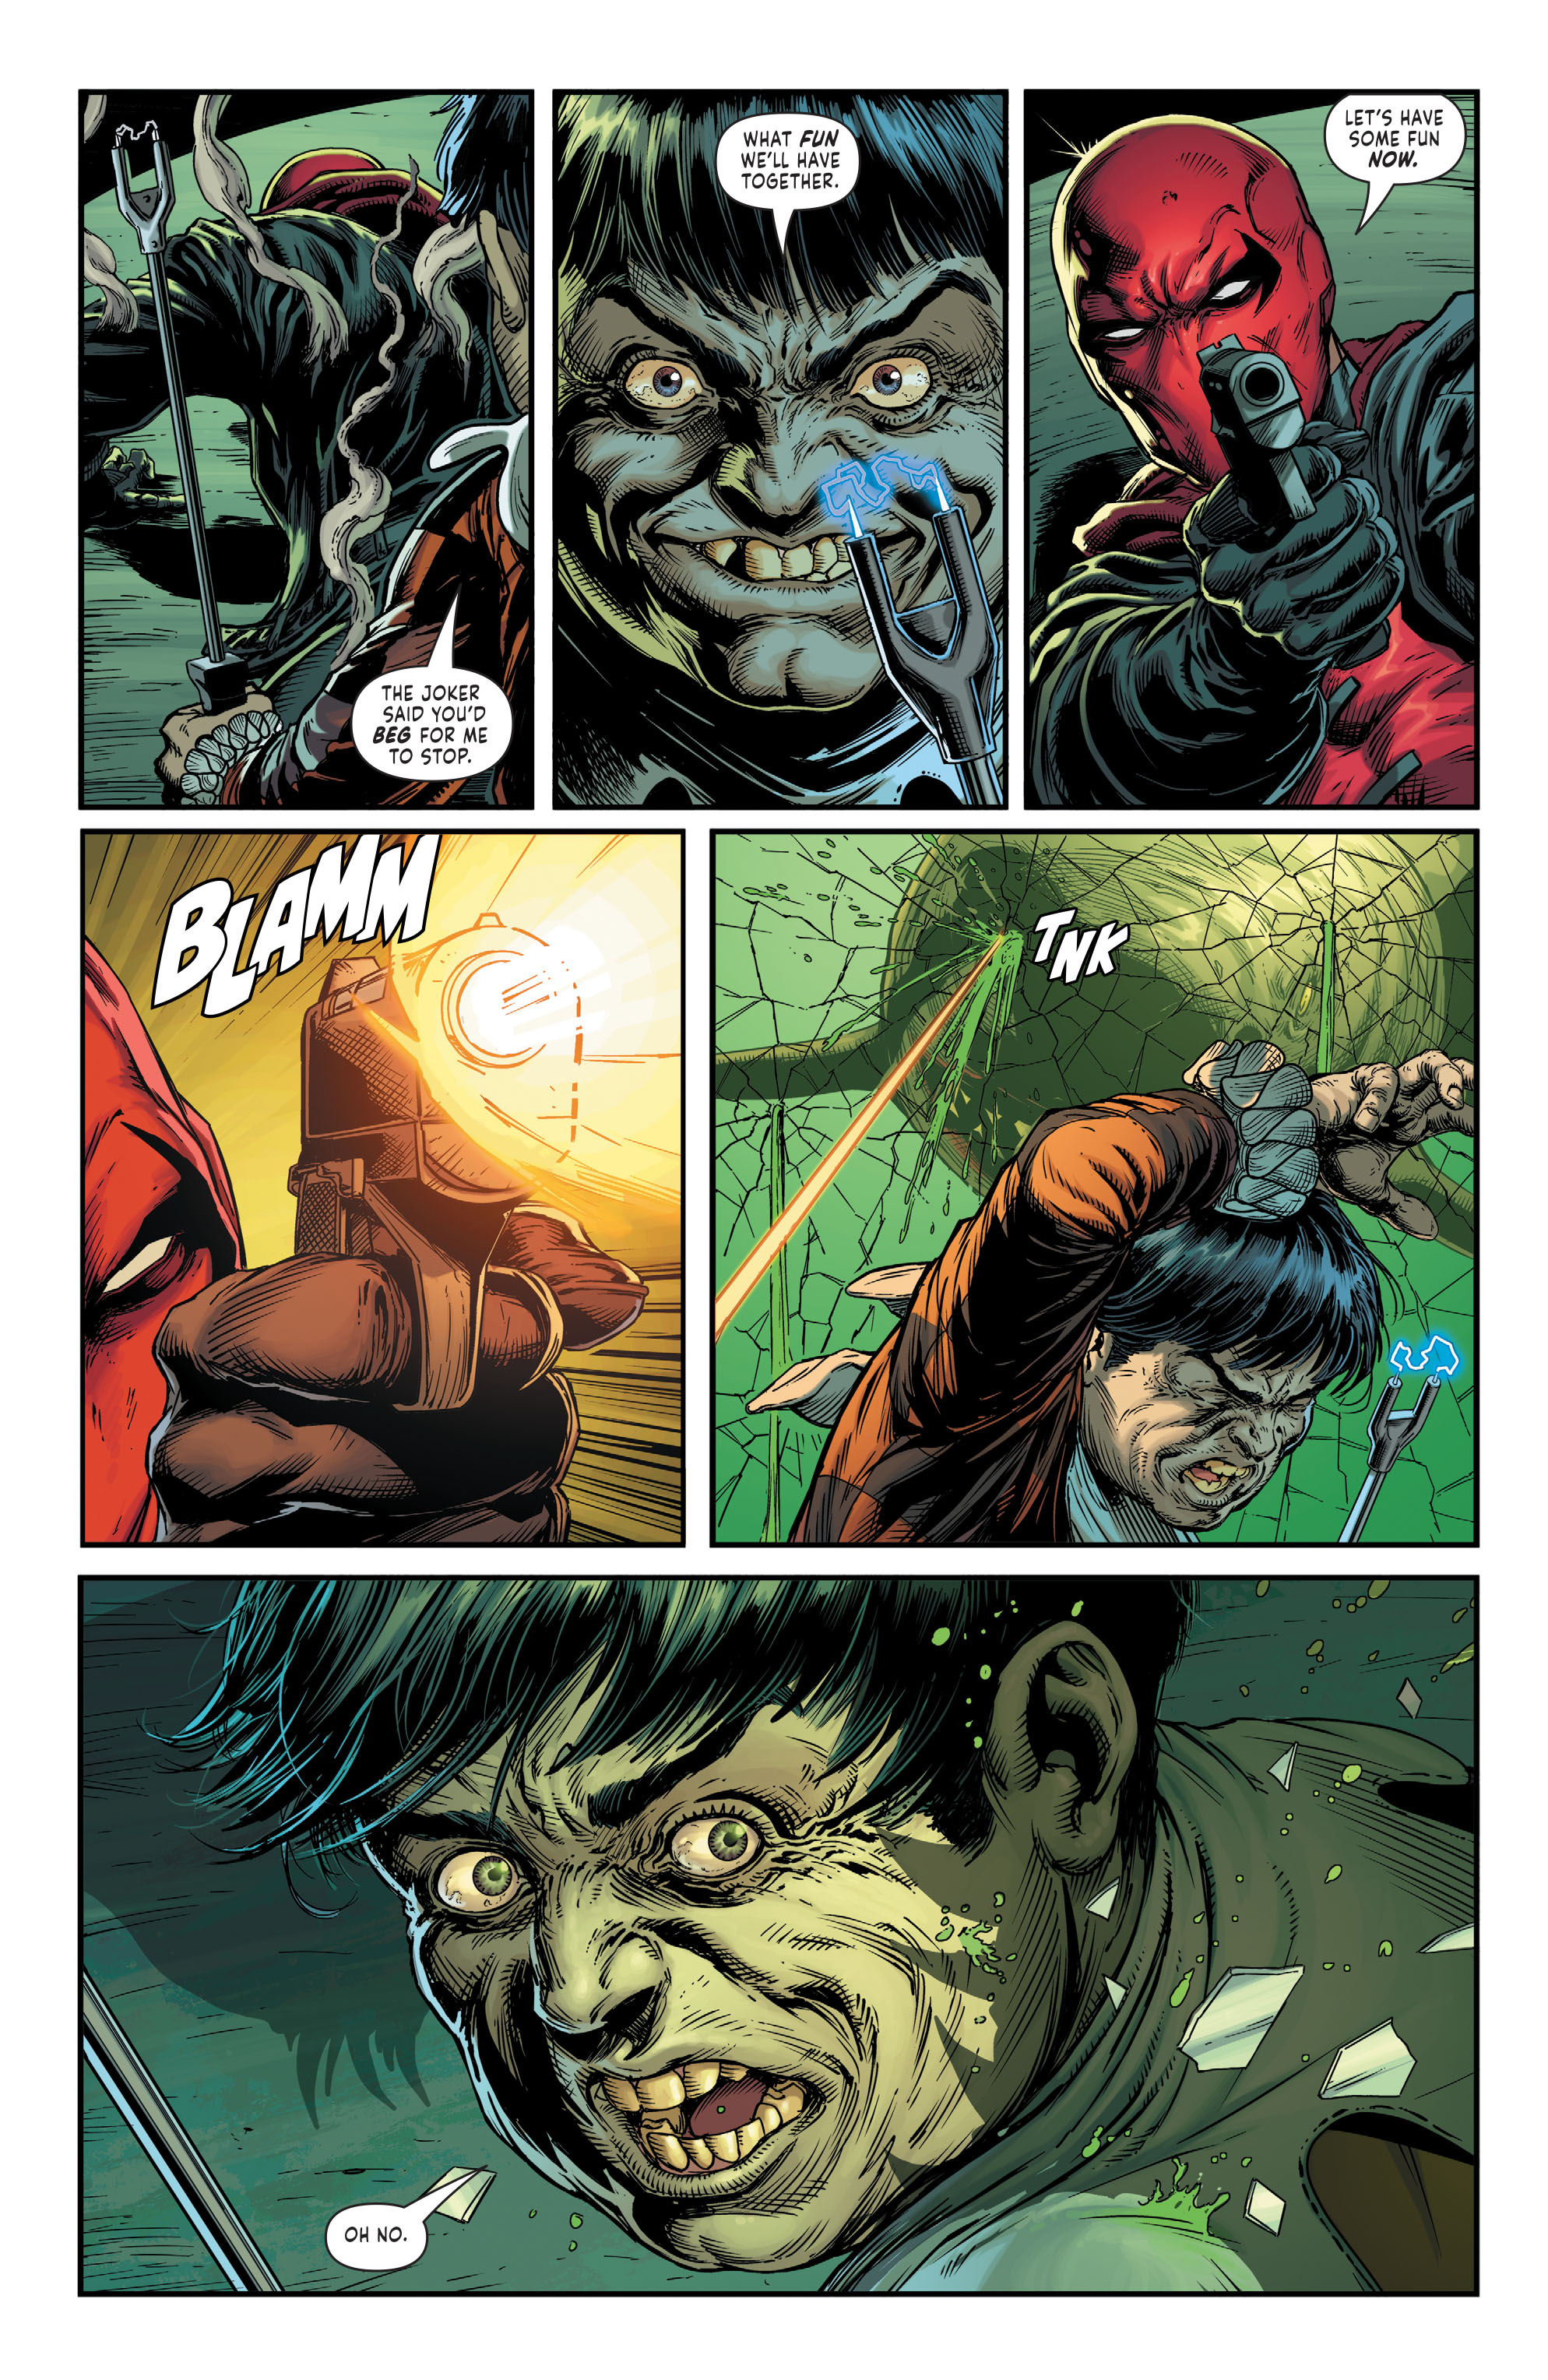 THE JOKER
SAID YOU'D
BEG FOR ME
TO STOP.
WHAT FUN
WE'LL HAVE
TOGETHER.
LET'S HAVE
SOME FUN
NOW.
BLAMM
TNK
OH NO.